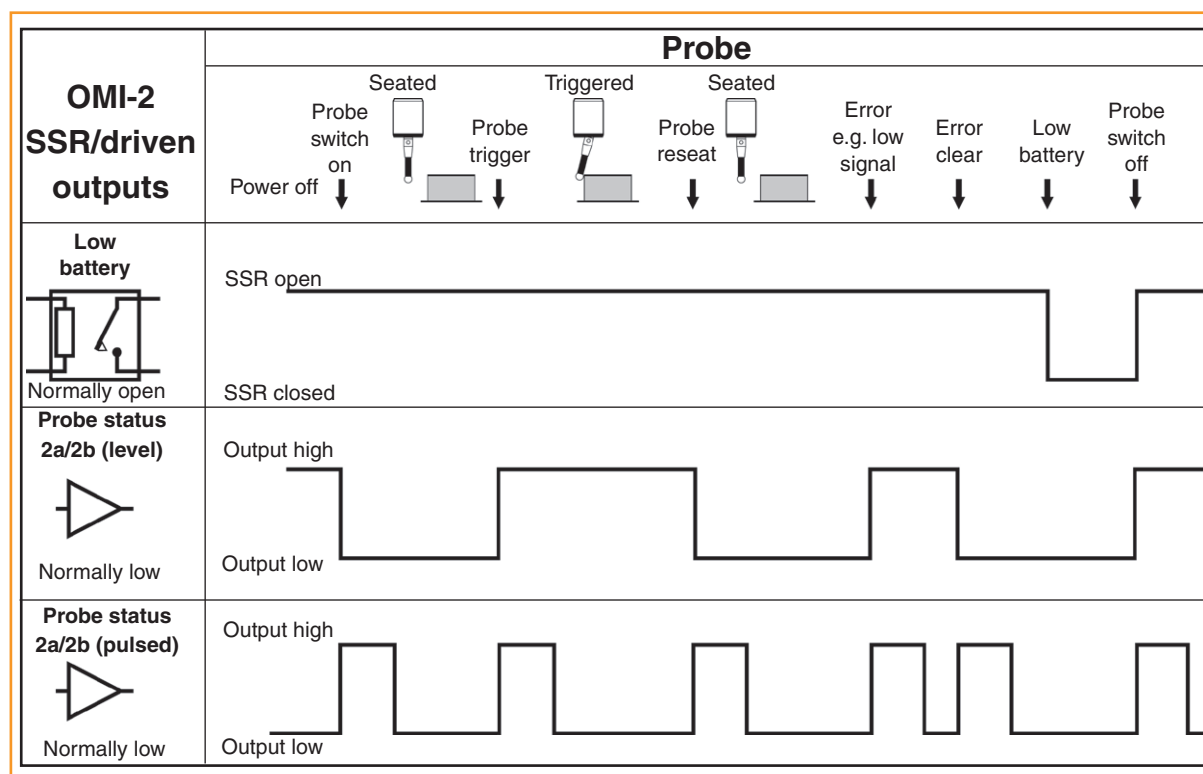 OMI-2
SSR/driven
outputs
Probe
Power off
Probe
switch
on
Seated
Probe
trigger
Triggered
Probe
reseat
Seated
Error
e.g. low
signal
Error
clear
Low
battery
Probe
switch
off
Low
battery
Normally open
SSR open
SSR closed
Probe status
2a/2b (level)
Normally low
Output high
Output low
Probe status
2a/2b (pulsed)
Normally low
Output high
Output low